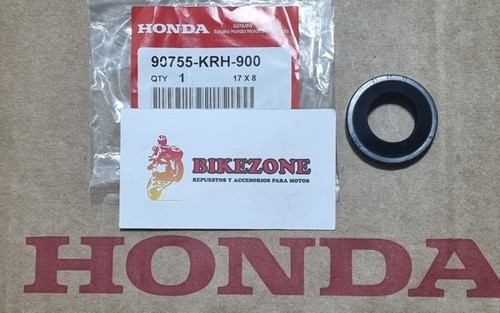 HONDA
GENUINE
90755-KRH-900
QTY 1 17 X 8
BIKEZONE
REPUESTOS Y ACCESORIOS PARA MOTOS
HONDA